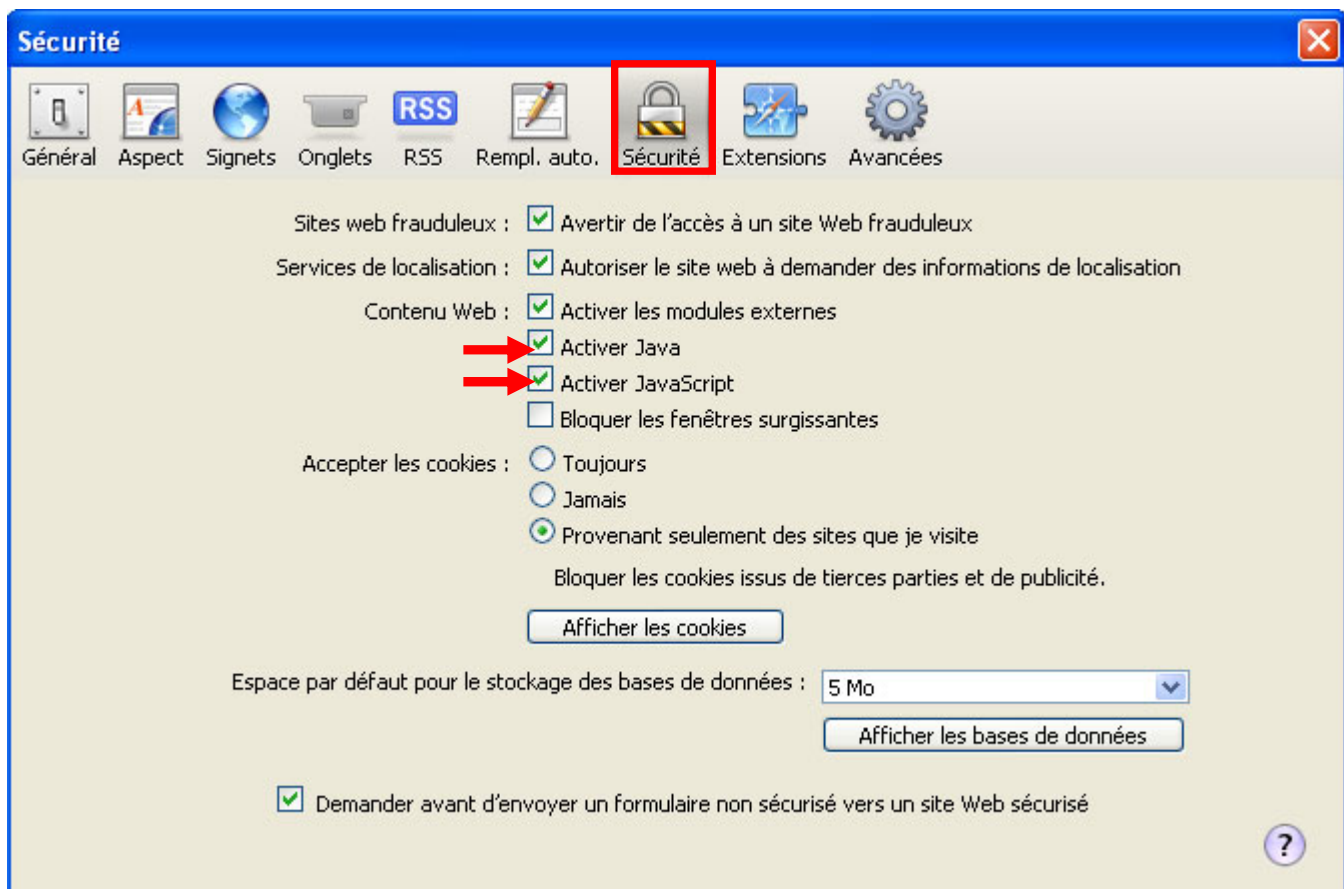 Sécurité
RSS
Général Aspect Signets Onglets RSS Rempl. auto. Sécurité Extensions Avancées
Sites web frauduleux : Avertir de l'accès à un site Web frauduleux
Services de localisation : Autoriser le site web à demander des informations de localisation
Contenu Web : Activer les modules externes
Activer Java
Activer JavaScript
Bloquer les fenêtres surgissantes
Accepter les cookies : Toujours
Jamais
Provenant seulement des sites que je visite
Bloquer les cookies issus de tierces parties et de publicité.
Afficher les cookies
Espace par défaut pour le stockage des bases de données : 5 Mo
Afficher les bases de données
Demander avant d'envoyer un formulaire non sécurisé vers un site Web sécurisé
?